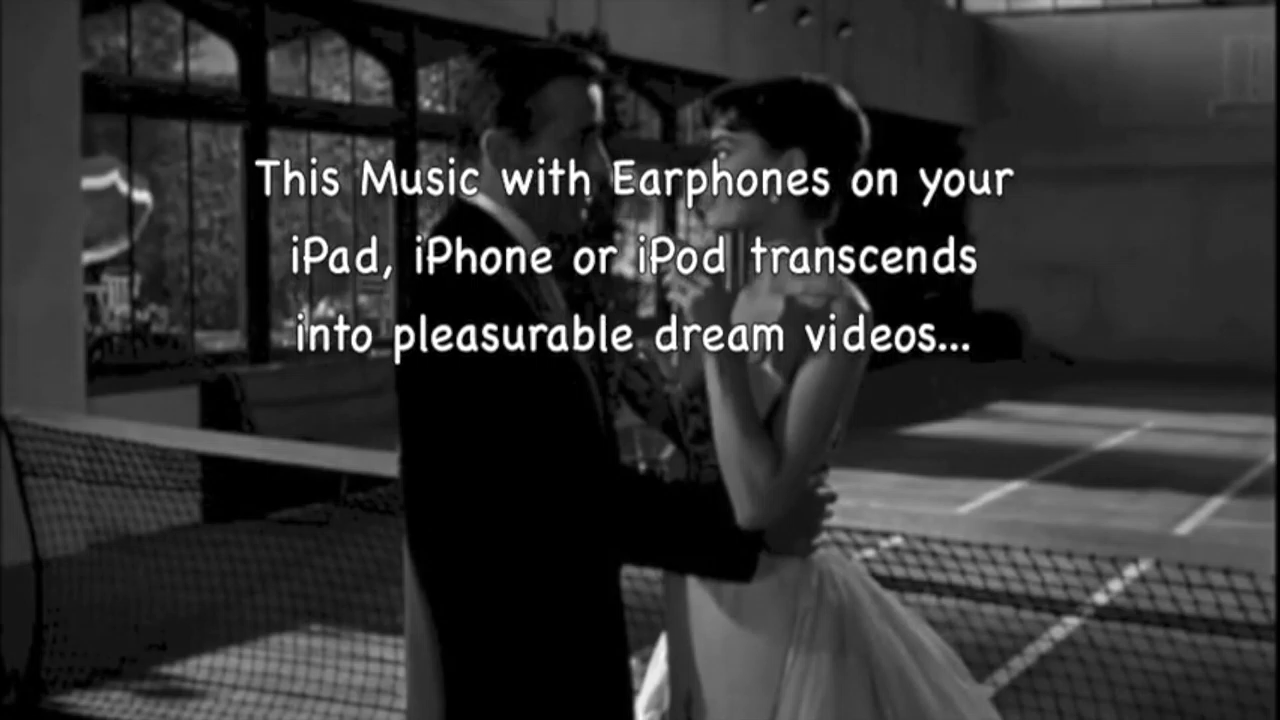 This Music with Earphones on your
iPad, iPhone or iPod transcends
into pleasurable dream videos...